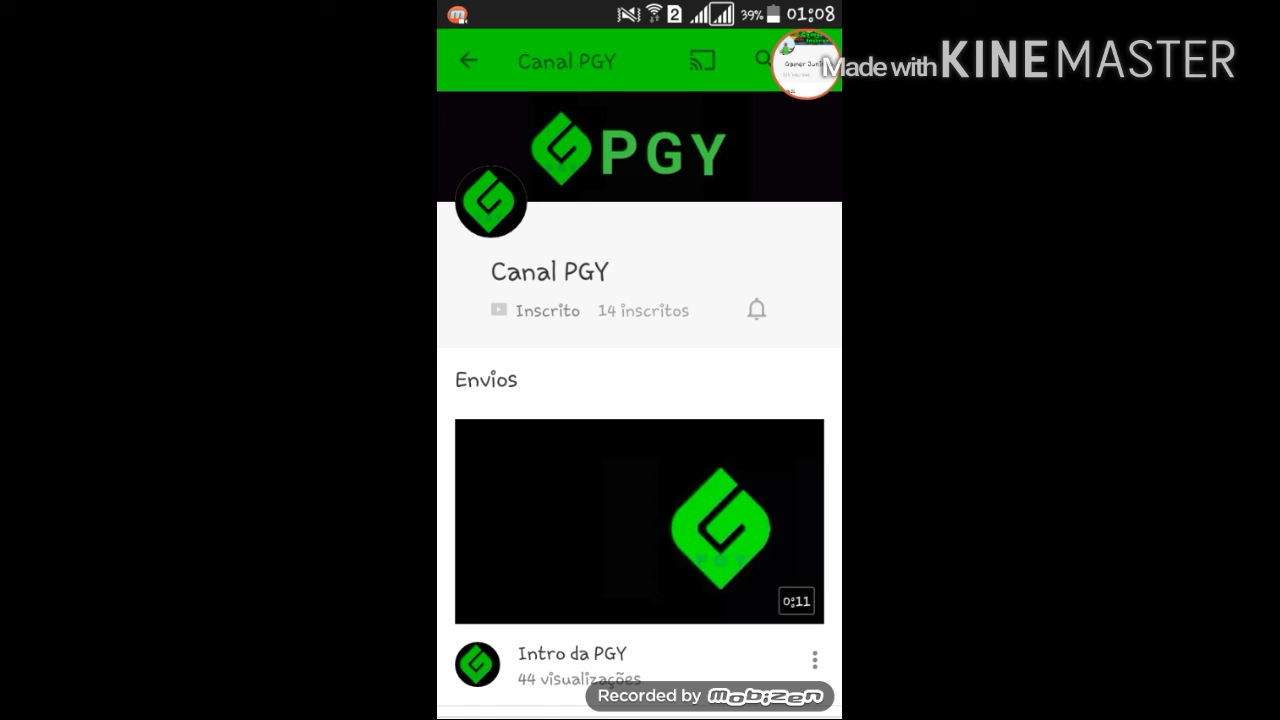 2 39% 01:08
Canal PGY
Made with KINEMASTER
PGY
Canal PGY
Inscrito 14 inscritos
Envios
PGY
0:11
Intro da PGY
44 visualizações
Recorded by mobizen